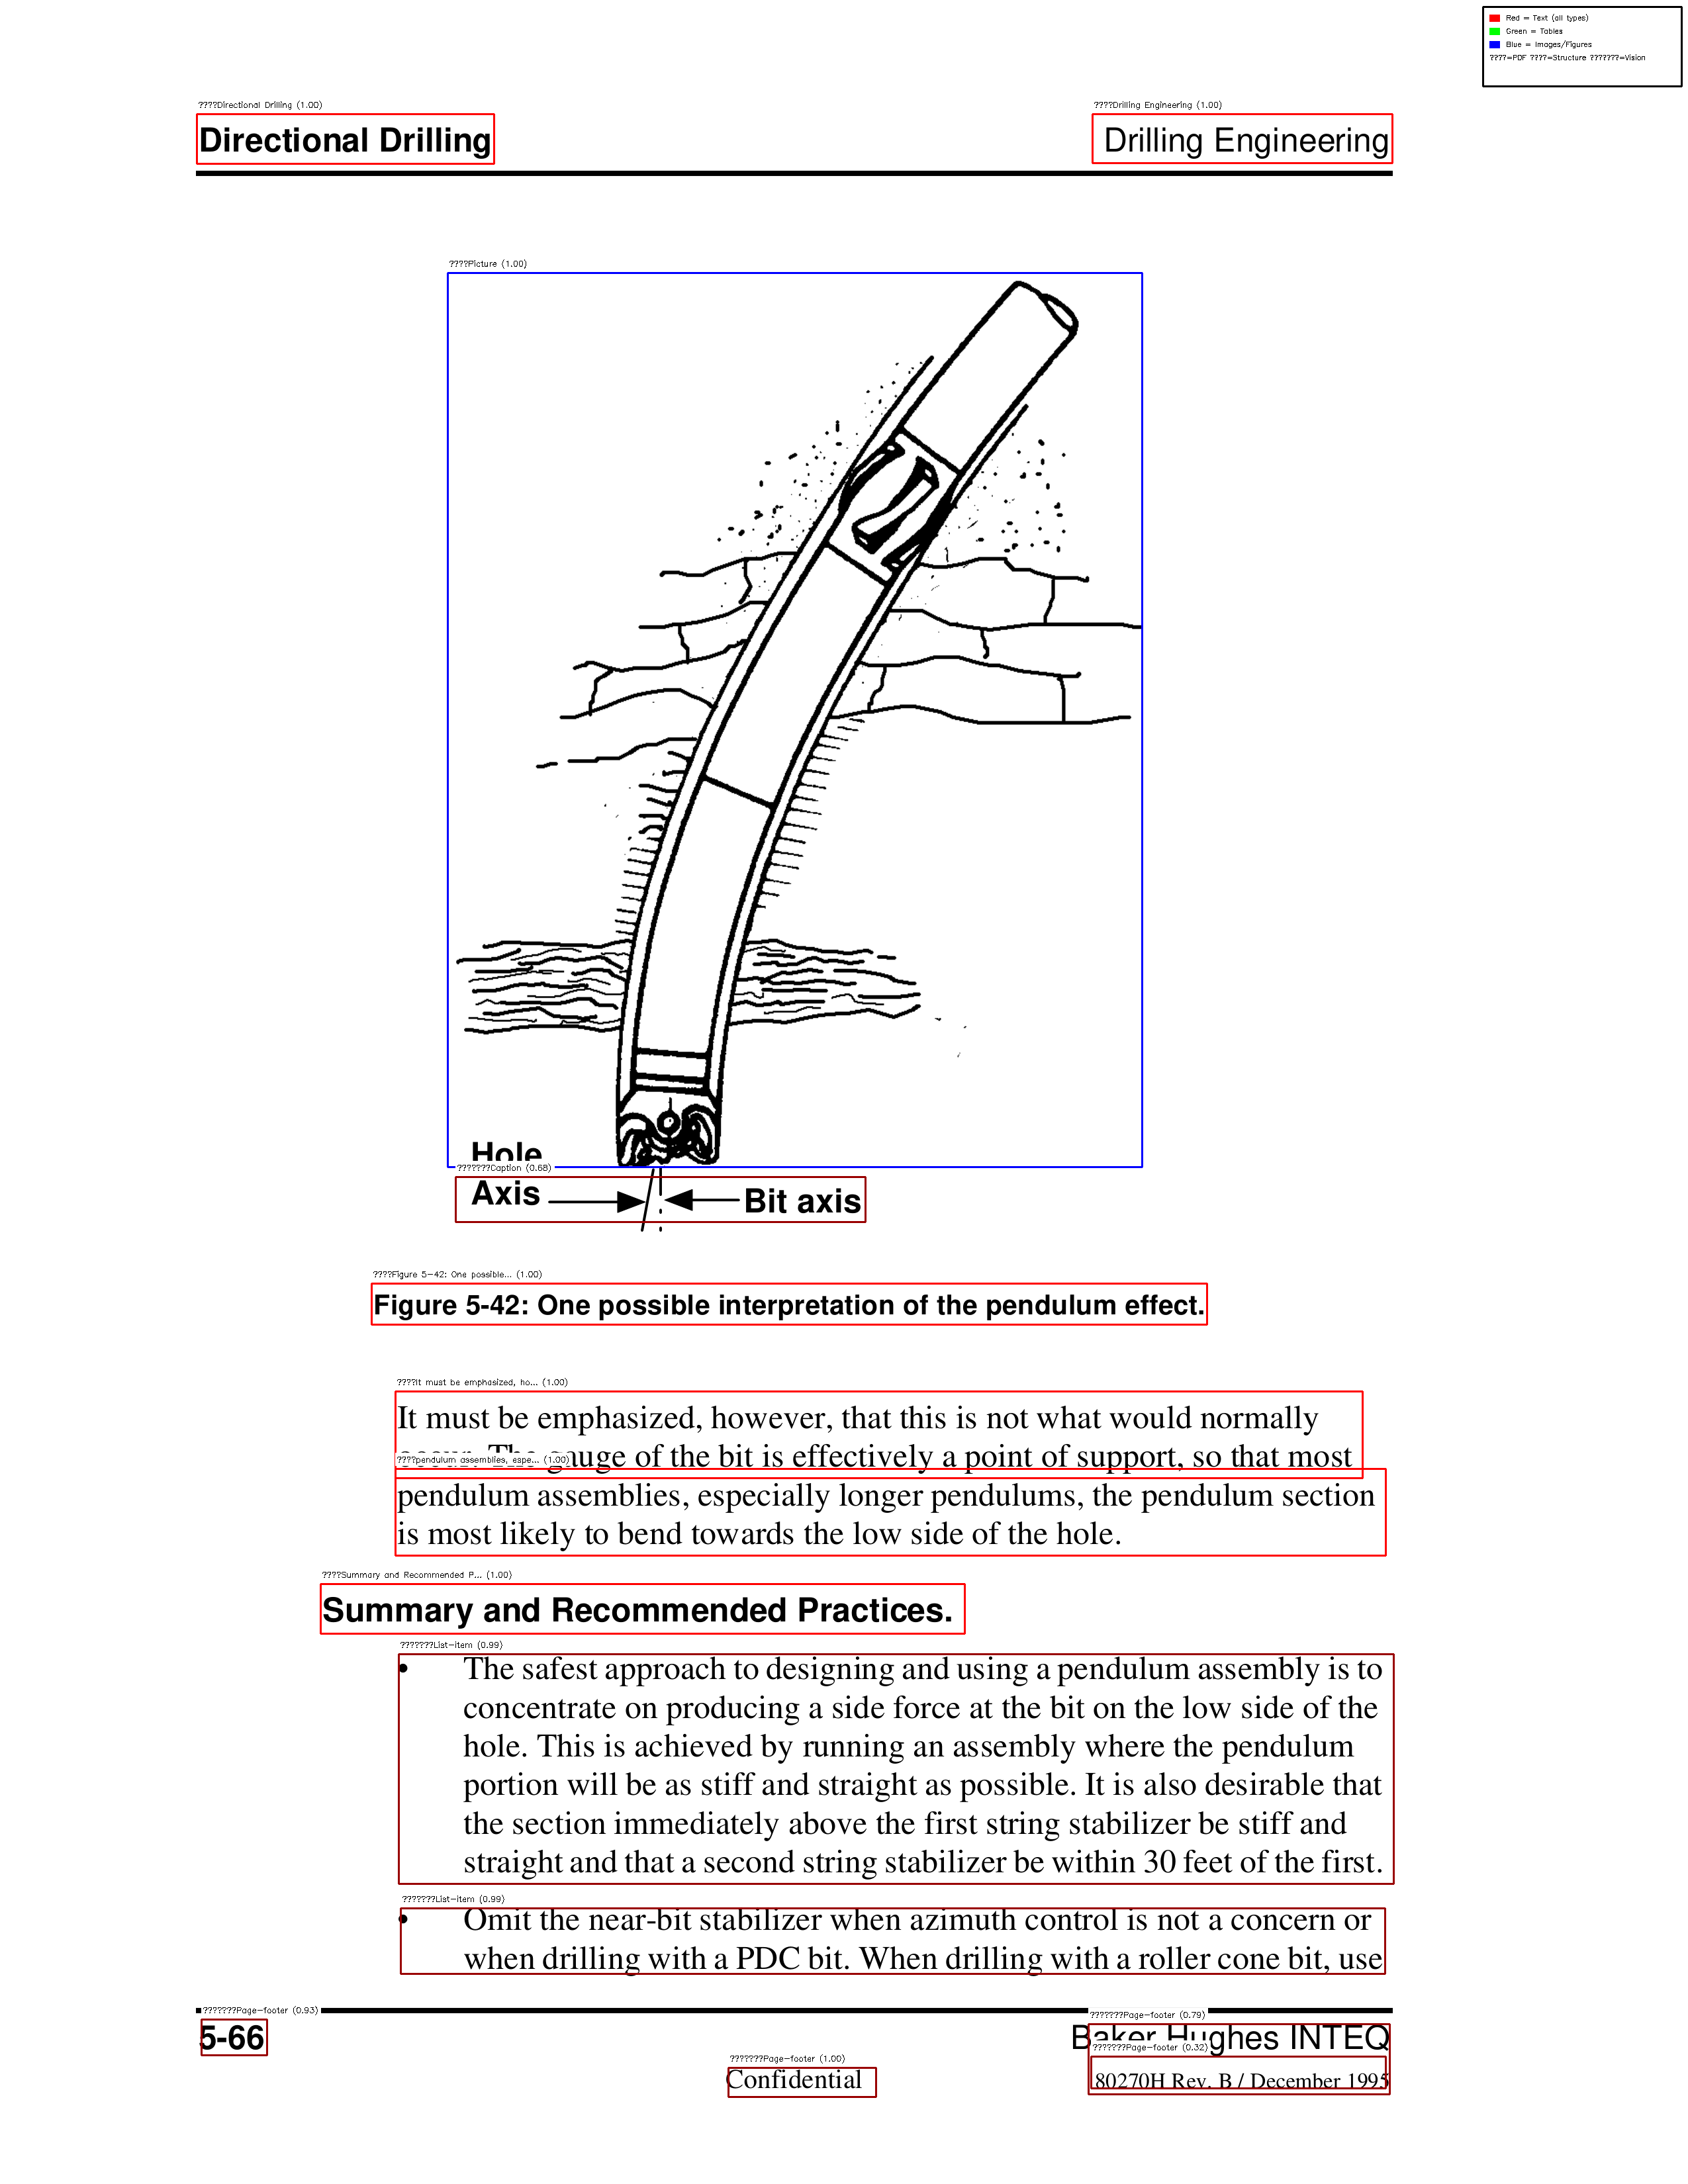 Red = Text (all types)
Green = Tables
Blue = Images/Figures
????=PDF ????=Structure ???????=Vision
????Directional Drilling (1.00)
????Drilling Engineering (1.00)
Directional Drilling
Drilling Engineering
????Picture (1.00)
Hole
???????Caption (0.68)
Axis
Bit axis
????Figure 5-42: One possible... (1.00)
Figure 5-42: One possible interpretation of the pendulum effect.
????It must be emphasized, ho... (1.00)
It must be emphasized, however, that this is not what would normally
occur. The gauge of the bit is effectively a point of support, so that most
????pendulum assemblies, espe... (1.00)
pendulum assemblies, especially longer pendulums, the pendulum section
is most likely to bend towards the low side of the hole.
????Summary and Recommended P... (1.00)
Summary and Recommended Practices.
???????List-item (0.99)
• The safest approach to designing and using a pendulum assembly is to
concentrate on producing a side force at the bit on the low side of the
hole. This is achieved by running an assembly where the pendulum
portion will be as stiff and straight as possible. It is also desirable that
the section immediately above the first string stabilizer be stiff and
straight and that a second string stabilizer be within 30 feet of the first.
???????List-item (0.99)
• Omit the near-bit stabilizer when azimuth control is not a concern or
when drilling with a PDC bit. When drilling with a roller cone bit, use
???????Page-footer (0.93)
???????Page-footer (0.79)
5-66
Baker Hughes INTEQ
???????Page-footer (0.32)
???????Page-footer (1.00)
Confidential
80270H Rev. B / December 1995